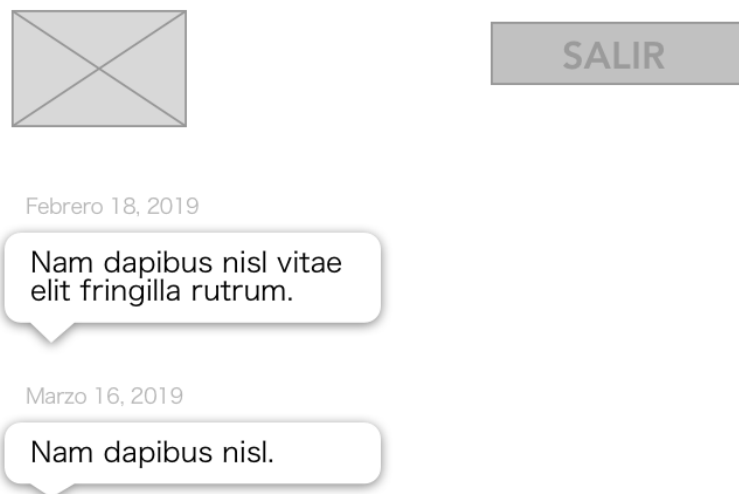 SALIR
Febrero 18, 2019
Nam dapibus nisl vitae
elit fringilla rutrum.
Marzo 16, 2019
Nam dapibus nisl.